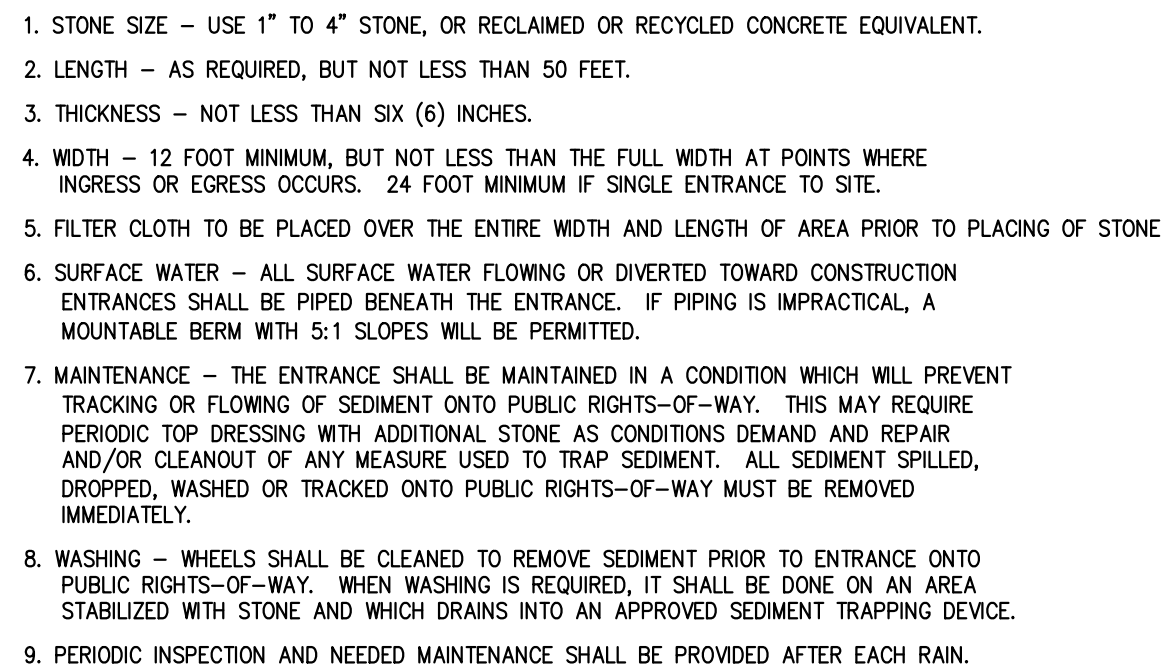 1. STONE SIZE – USE 1" TO 4" STONE, OR RECLAIMED OR RECYCLED CONCRETE EQUIVALENT.
2. LENGTH – AS REQUIRED, BUT NOT LESS THAN 50 FEET.
3. THICKNESS – NOT LESS THAN SIX (6) INCHES.
4. WIDTH – 12 FOOT MINIMUM, BUT NOT LESS THAN THE FULL WIDTH AT POINTS WHERE
INGRESS OR EGRESS OCCURS. 24 FOOT MINIMUM IF SINGLE ENTRANCE TO SITE.
5. FILTER CLOTH TO BE PLACED OVER THE ENTIRE WIDTH AND LENGTH OF AREA PRIOR TO PLACING OF STONE
6. SURFACE WATER – ALL SURFACE WATER FLOWING OR DIVERTED TOWARD CONSTRUCTION
ENTRANCES SHALL BE PIPED BENEATH THE ENTRANCE. IF PIPING IS IMPRACTICAL, A
MOUNTABLE BERM WITH 5:1 SLOPES WILL BE PERMITTED.
7. MAINTENANCE – THE ENTRANCE SHALL BE MAINTAINED IN A CONDITION WHICH WILL PREVENT
TRACKING OR FLOWING OF SEDIMENT ONTO PUBLIC RIGHTS–OF–WAY. THIS MAY REQUIRE
PERIODIC TOP DRESSING WITH ADDITIONAL STONE AS CONDITIONS DEMAND AND REPAIR
AND/OR CLEANOUT OF ANY MEASURE USED TO TRAP SEDIMENT. ALL SEDIMENT SPILLED,
DROPPED, WASHED OR TRACKED ONTO PUBLIC RIGHTS–OF–WAY MUST BE REMOVED
IMMEDIATELY.
8. WASHING – WHEELS SHALL BE CLEANED TO REMOVE SEDIMENT PRIOR TO ENTRANCE ONTO
PUBLIC RIGHTS–OF–WAY. WHEN WASHING IS REQUIRED, IT SHALL BE DONE ON AN AREA
STABILIZED WITH STONE AND WHICH DRAINS INTO AN APPROVED SEDIMENT TRAPPING DEVICE.
9. PERIODIC INSPECTION AND NEEDED MAINTENANCE SHALL BE PROVIDED AFTER EACH RAIN.